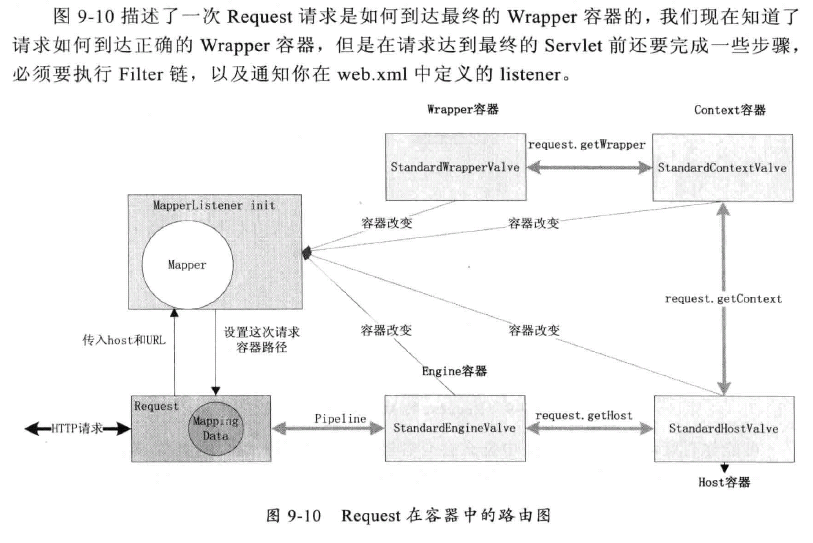 图 9-10 描述了一次 Request 请求是如何到达最终的 Wrapper 容器的，我们现在知道了
请求如何到达正确的 Wrapper 容器，但是在请求达到最终的 Servlet 前还要完成一些步骤，
必须要执行 Filter 链，以及通知你在 web.xml 中定义的 listener。
Wrapper容器
Context容器
StandardWrapperValve
request.getWrapper
StandardContextValve
MapperListener init
Mapper
容器改变
容器改变
request.getContext
传入host和URL
设置这次请求
容器路径
容器改变
容器改变
Engine容器
Request
Mapping
Data
HTTP请求
Pipeline
StandardEngineValve
request.getHost
StandardHostValve
Host容器
图 9-10 Request 在容器中的路由图